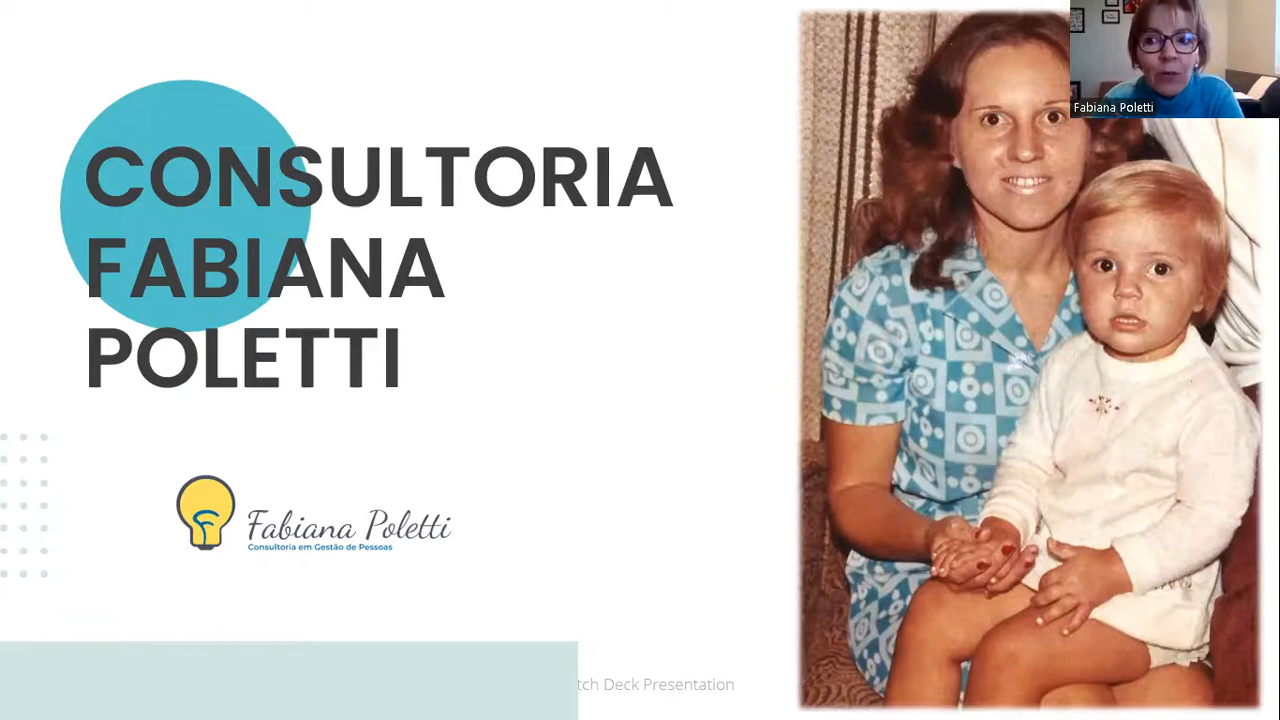 CONSULTORIA
FABIANA
POLETTI
Fabiana Poletti
Consultoria em Gestão de Pessoas
tch Deck Presentation
Fabiana Poletti